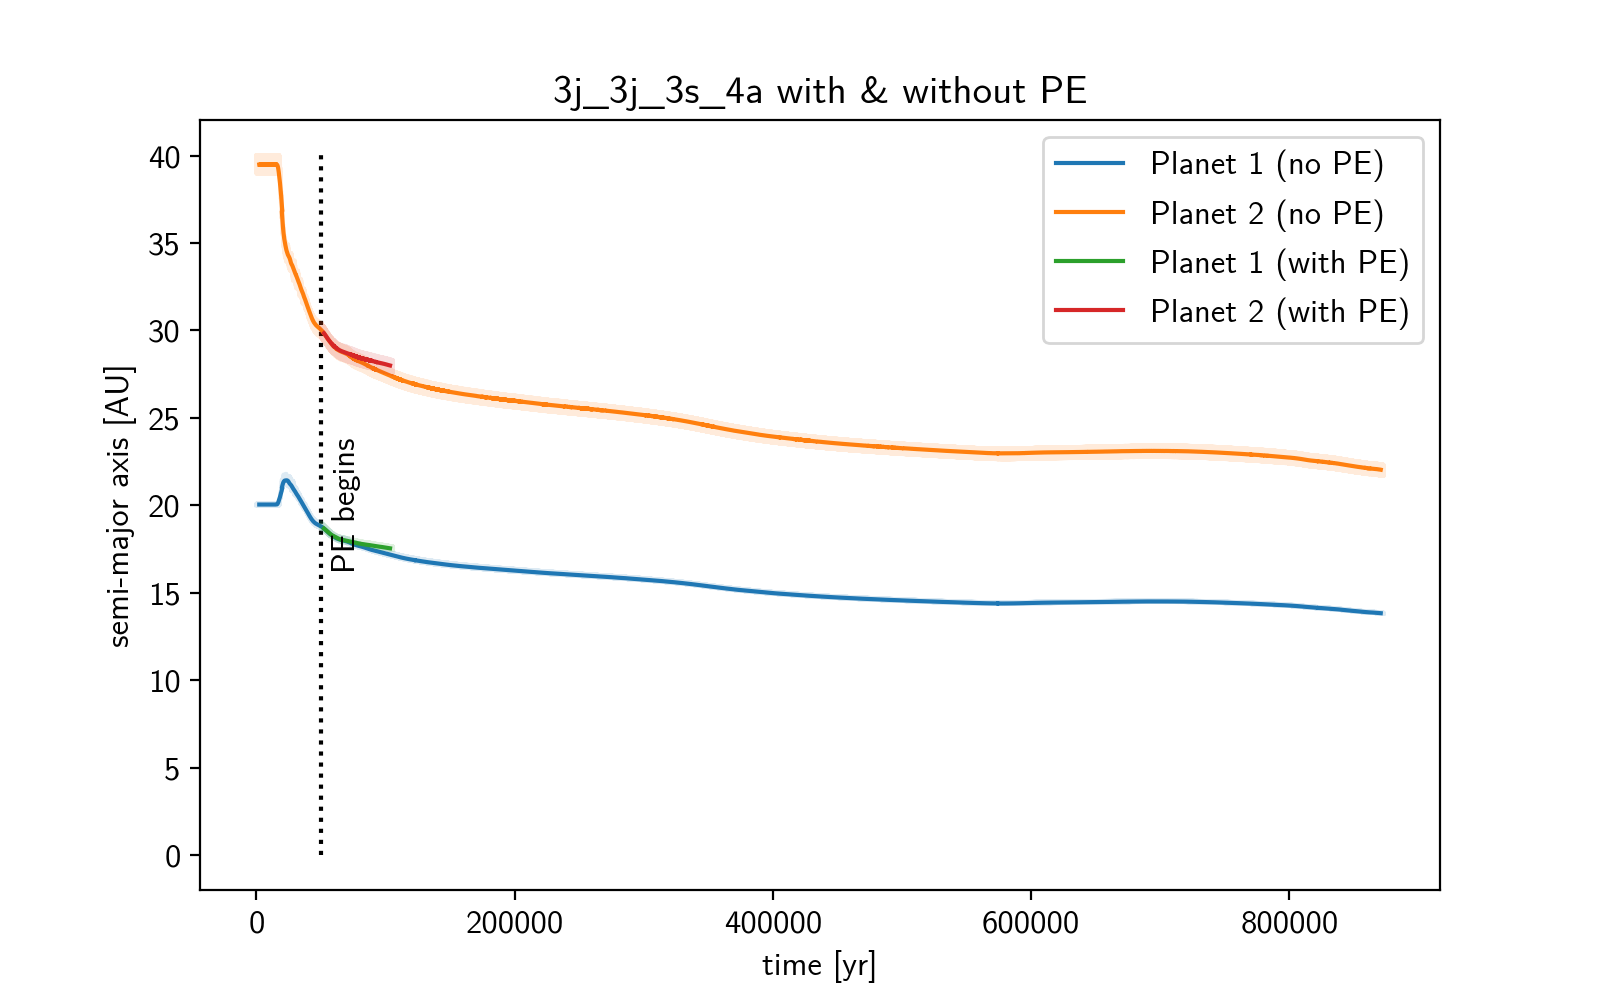 3j_3j_3s_4a with & without PE
Planet 1 (no PE)
Planet 2 (no PE)
Planet 1 (with PE)
Planet 2 (with PE)
40
35
30
25
20
15
10
5
0
semi-major axis [AU]
PE begins
0
200000
400000
600000
800000
time [yr]